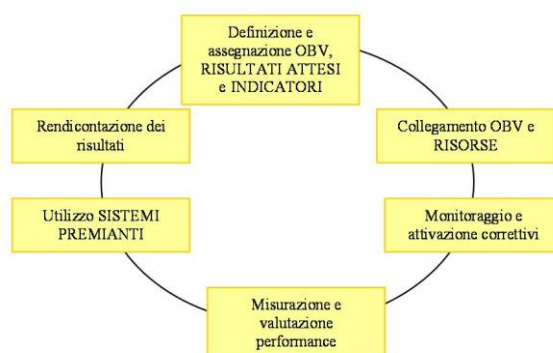 Definizione e
assegnazione OBV,
RISULTATI ATTESI
e INDICATORI
Collegamento OBV e
RISORSE
Monitoraggio e
attivazione correttivi
Misurazione e
valutazione
performance
Utilizzo SISTEMI
PREMIANTI
Rendicontazione dei
risultati